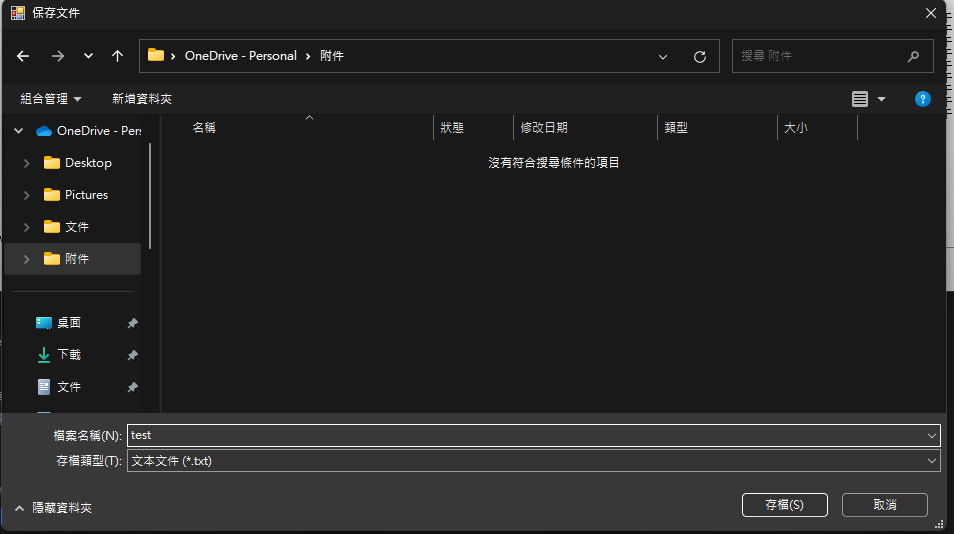 保存文件
OneDrive - Personal 附件
搜尋 附件
組合管理 新增資料夾
OneDrive - Pers
名稱 狀態 修改日期 類型 大小
沒有符合搜尋條件的項目
Desktop
Pictures
文件
附件
桌面
下載
文件
檔案名稱(N): test
存檔類型(T): 文本文件 (*.txt)
隱藏資料夾 存檔(S) 取消